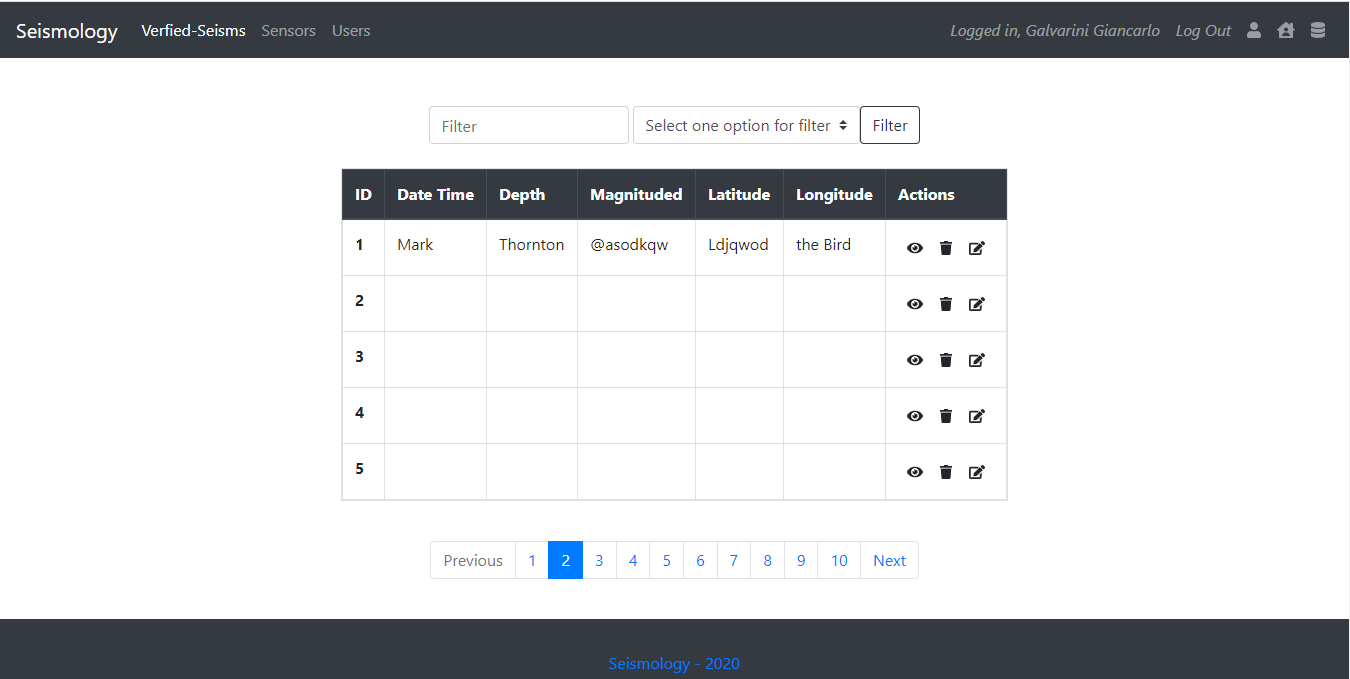 Seismology Verfied-Seisms Sensors Users Logged in, Galvarini Giancarlo Log Out
Filter Select one option for filter Filter
ID Date Time Depth Magnituded Latitude Longitude Actions
1 Mark Thornton @asodkqw Ldjqwod the Bird
2
3
4
5
Previous 1 2 3 4 5 6 7 8 9 10 Next
Seismology - 2020